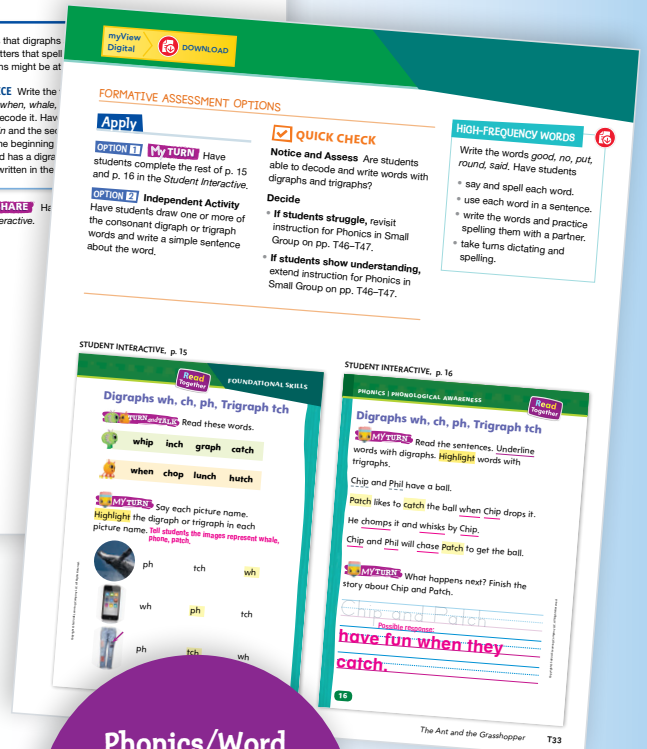 that digraphs
tters that spell
ns might be at
CE Write the
when, whale,
ecode it. Hav
in and the sec
ne beginning
d has a digra
written in the
HARE Ha
eractive.
myView
Digital
DOWNLOAD
FORMATIVE ASSESSMENT OPTIONS
Apply
OPTION 1 MY TURN Have
students complete the rest of p. 15
and p. 16 in the Student Interactive.
OPTION 2 Independent Activity
Have students draw one or more of
the consonant digraph or trigraph
words and write a simple sentence
about the word.
QUICK CHECK
Notice and Assess Are students
able to decode and write words with
digraphs and trigraphs?
Decide
• If students struggle, revisit
instruction for Phonics in Small
Group on pp. T46–T47.
• If students show understanding,
extend instruction for Phonics in
Small Group on pp. T46–T47.
HIGH-FREQUENCY WORDS
Write the words good, no, put,
round, said. Have students
• say and spell each word.
• use each word in a sentence.
• write the words and practice
spelling them with a partner.
• take turns dictating and
spelling.
STUDENT INTERACTIVE, p. 15
Read
Together
FOUNDATIONAL SKILLS
Digraphs wh, ch, ph, Trigraph tch
TURN and TALK Read these words.
whip inch graph catch
when chop lunch hutch
MY TURN Say each picture name.
Highlight the digraph or trigraph in each
picture name. Tell students the images represent whale,
phone, patch.
ph tch wh
wh ph tch
ph tch wh
STUDENT INTERACTIVE, p. 16
PHONICS | PHONOLOGICAL AWARENESS
Read
Together
Digraphs wh, ch, ph, Trigraph tch
MY TURN Read the sentences. Underline
words with digraphs. Highlight words with
trigraphs.
Chip and Phil have a ball.
Patch likes to catch the ball when Chip drops it.
He chomps it and whisks by Chip.
Chip and Phil will chase Patch to get the ball.
MY TURN What happens next? Finish the
story about Chip and Patch.
Chip and Patch
Possible response:
have fun when they
catch.
16
The Ant and the Grasshopper T33
Phonics/Word